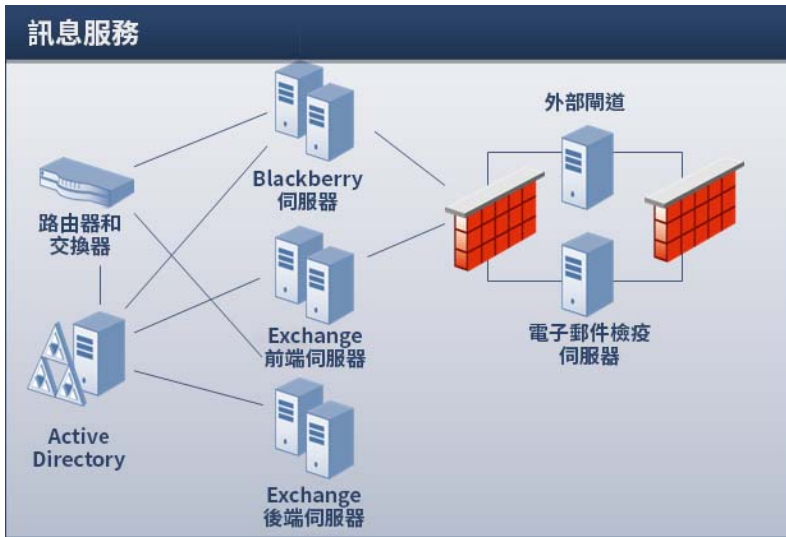 訊息服務
外部閘道
Blackberry
伺服器
路由器和
交換器
Exchange
前端伺服器
電子郵件檢疫
伺服器
Active
Directory
Exchange
後端伺服器